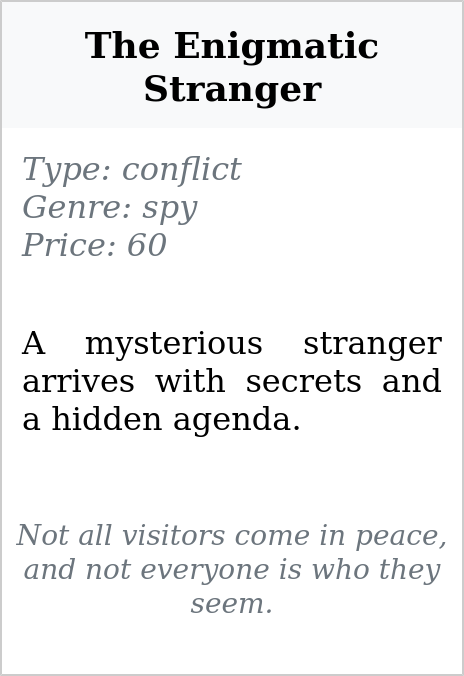 The Enigmatic
Stranger
Type: conflict
Genre: spy
Price: 60
A mysterious stranger
arrives with secrets and
a hidden agenda.
Not all visitors come in peace,
and not everyone is who they
seem.